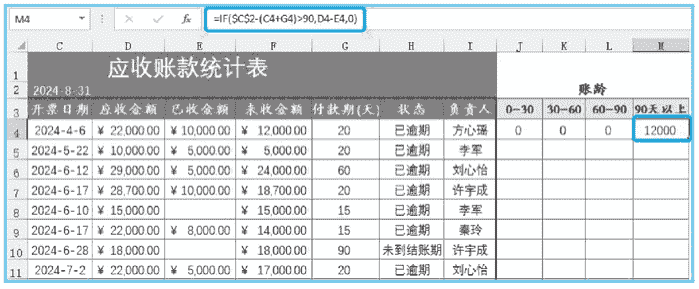 M4 fx =IF($C$2-(C4+G4)>90,D4-E4,0)
C D E F G H I J K L M
1 应收账款统计表
2 2024-8-31 账龄
3 开票日期 应收金额 已收金额 未收金额 付款期(天) 状态 负责人 0-30 30-60 60-90 90天以上
4 2024-4-6 ¥ 22,000.00 ¥ 10,000.00 ¥ 12,000.00 20 已逾期 方心瑶 0 0 0 12000
5 2024-5-22 ¥ 10,000.00 ¥ 5,000.00 ¥ 5,000.00 20 已逾期 李军
6 2024-6-12 ¥ 29,000.00 ¥ 5,000.00 ¥ 24,000.00 60 已逾期 刘心怡
7 2024-6-17 ¥ 28,700.00 ¥ 10,000.00 ¥ 18,700.00 20 已逾期 许宇成
8 2024-6-10 ¥ 15,000.00 ¥ 15,000.00 15 已逾期 李军
9 2024-6-17 ¥ 22,000.00 ¥ 8,000.00 ¥ 14,000.00 15 已逾期 秦玲
10 2024-6-28 ¥ 18,000.00 ¥ 18,000.00 90 未到结账期 许宇成
11 2024-7-2 ¥ 22,000.00 ¥ 5,000.00 ¥ 17,000.00 20 已逾期 刘心怡